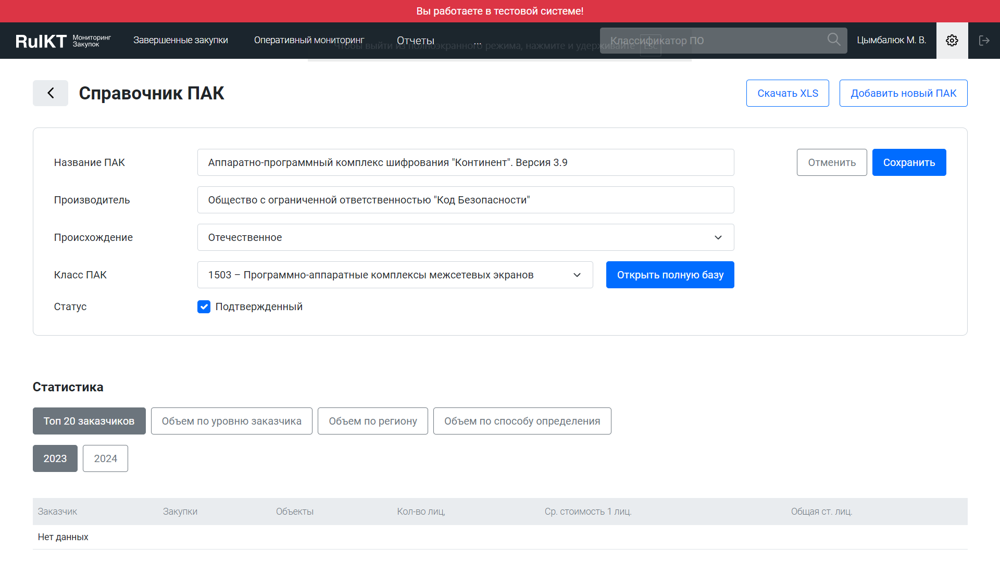 Вы работаете в тестовой системе!
RuIKT Мониторинг Закупок
Завершенные закупки
Оперативный мониторинг
Отчеты
...
Чтобы выйти из полноэкранного режима, нажмите и удерживайте ESC
Классификатор ПО
Цымбалюк М. В.
Справочник ПАК
Скачать XLS
Добавить новый ПАК
Название ПАК
Аппаратно-программный комплекс шифрования "Континент". Версия 3.9
Отменить
Сохранить
Производитель
Общество с ограниченной ответственностью "Код Безопасности"
Происхождение
Отечественное
Класс ПАК
1503 – Программно-аппаратные комплексы межсетевых экранов
Открыть полную базу
Статус
Подтвержденный
Статистика
Топ 20 заказчиков
Объем по уровню заказчика
Объем по региону
Объем по способу определения
2023
2024
Заказчик Закупки Объекты Кол-во лиц, Ср. стоимость 1 лиц. Общая ст. лиц.
Нет данных